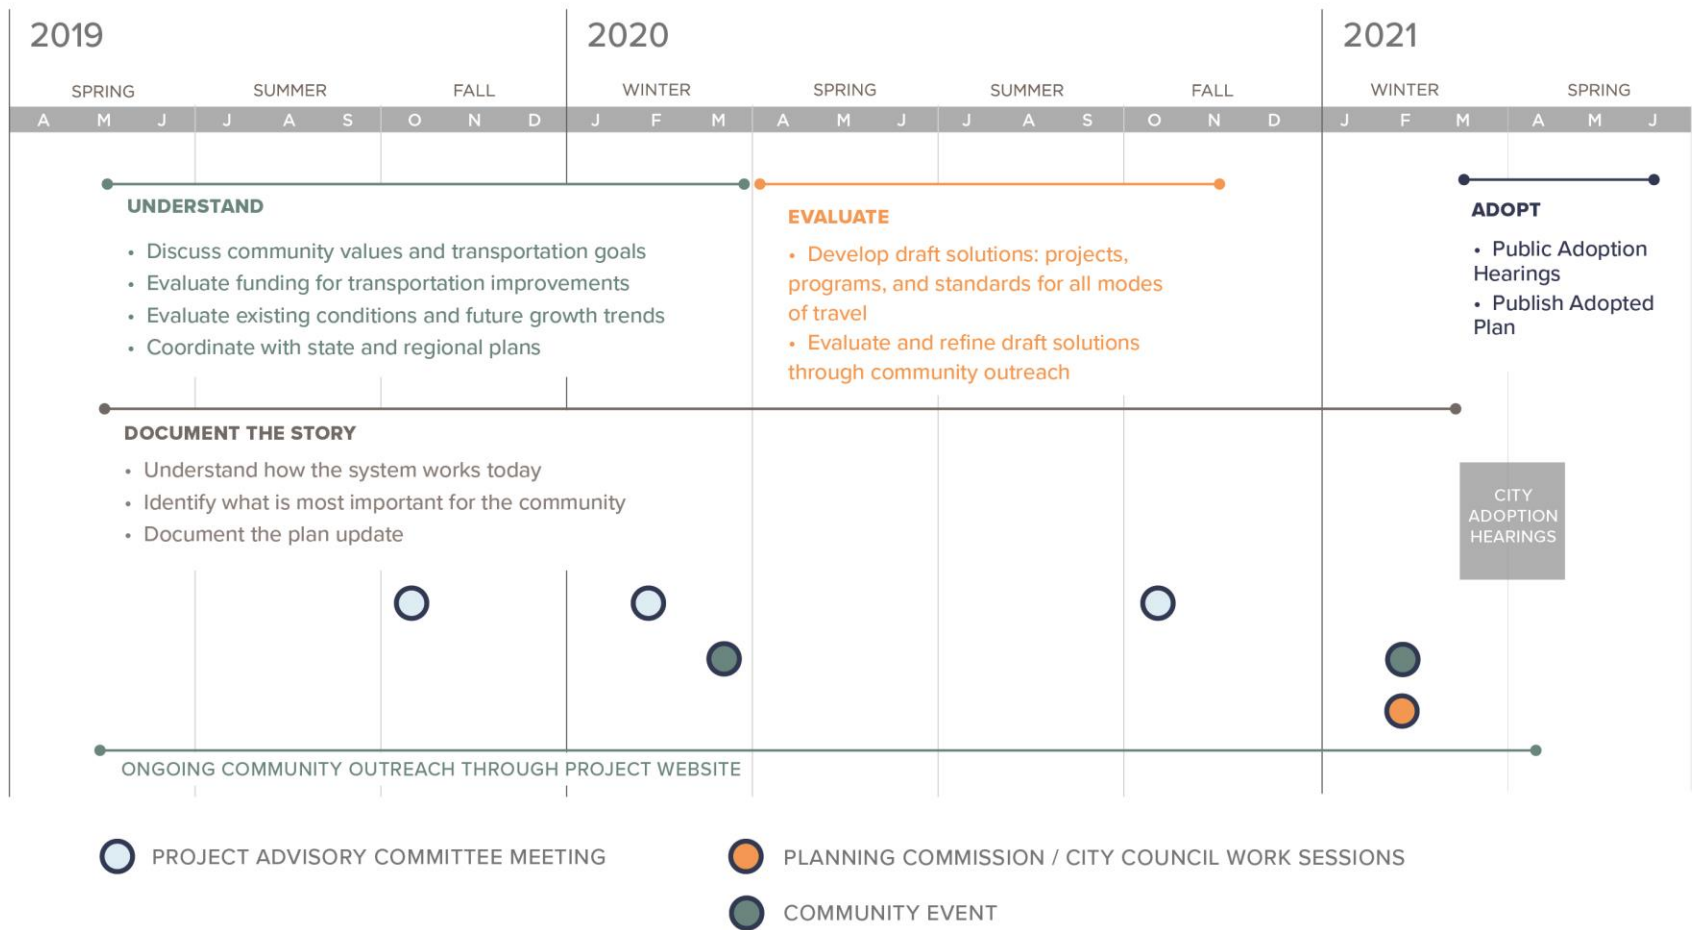 2019
2020
2021
SPRING SUMMER FALL WINTER SPRING SUMMER FALL WINTER SPRING
A M J J A S O N D J F M A M J J A S O N D J F M A M J
UNDERSTAND
• Discuss community values and transportation goals
• Evaluate funding for transportation improvements
• Evaluate existing conditions and future growth trends
• Coordinate with state and regional plans
EVALUATE
• Develop draft solutions: projects,
programs, and standards for all modes
of travel
• Evaluate and refine draft solutions
through community outreach
ADOPT
• Public Adoption
Hearings
• Publish Adopted
Plan
DOCUMENT THE STORY
• Understand how the system works today
• Identify what is most important for the community
• Document the plan update
CITY
ADOPTION
HEARINGS
ONGOING COMMUNITY OUTREACH THROUGH PROJECT WEBSITE
PROJECT ADVISORY COMMITTEE MEETING
PLANNING COMMISSION / CITY COUNCIL WORK SESSIONS
COMMUNITY EVENT